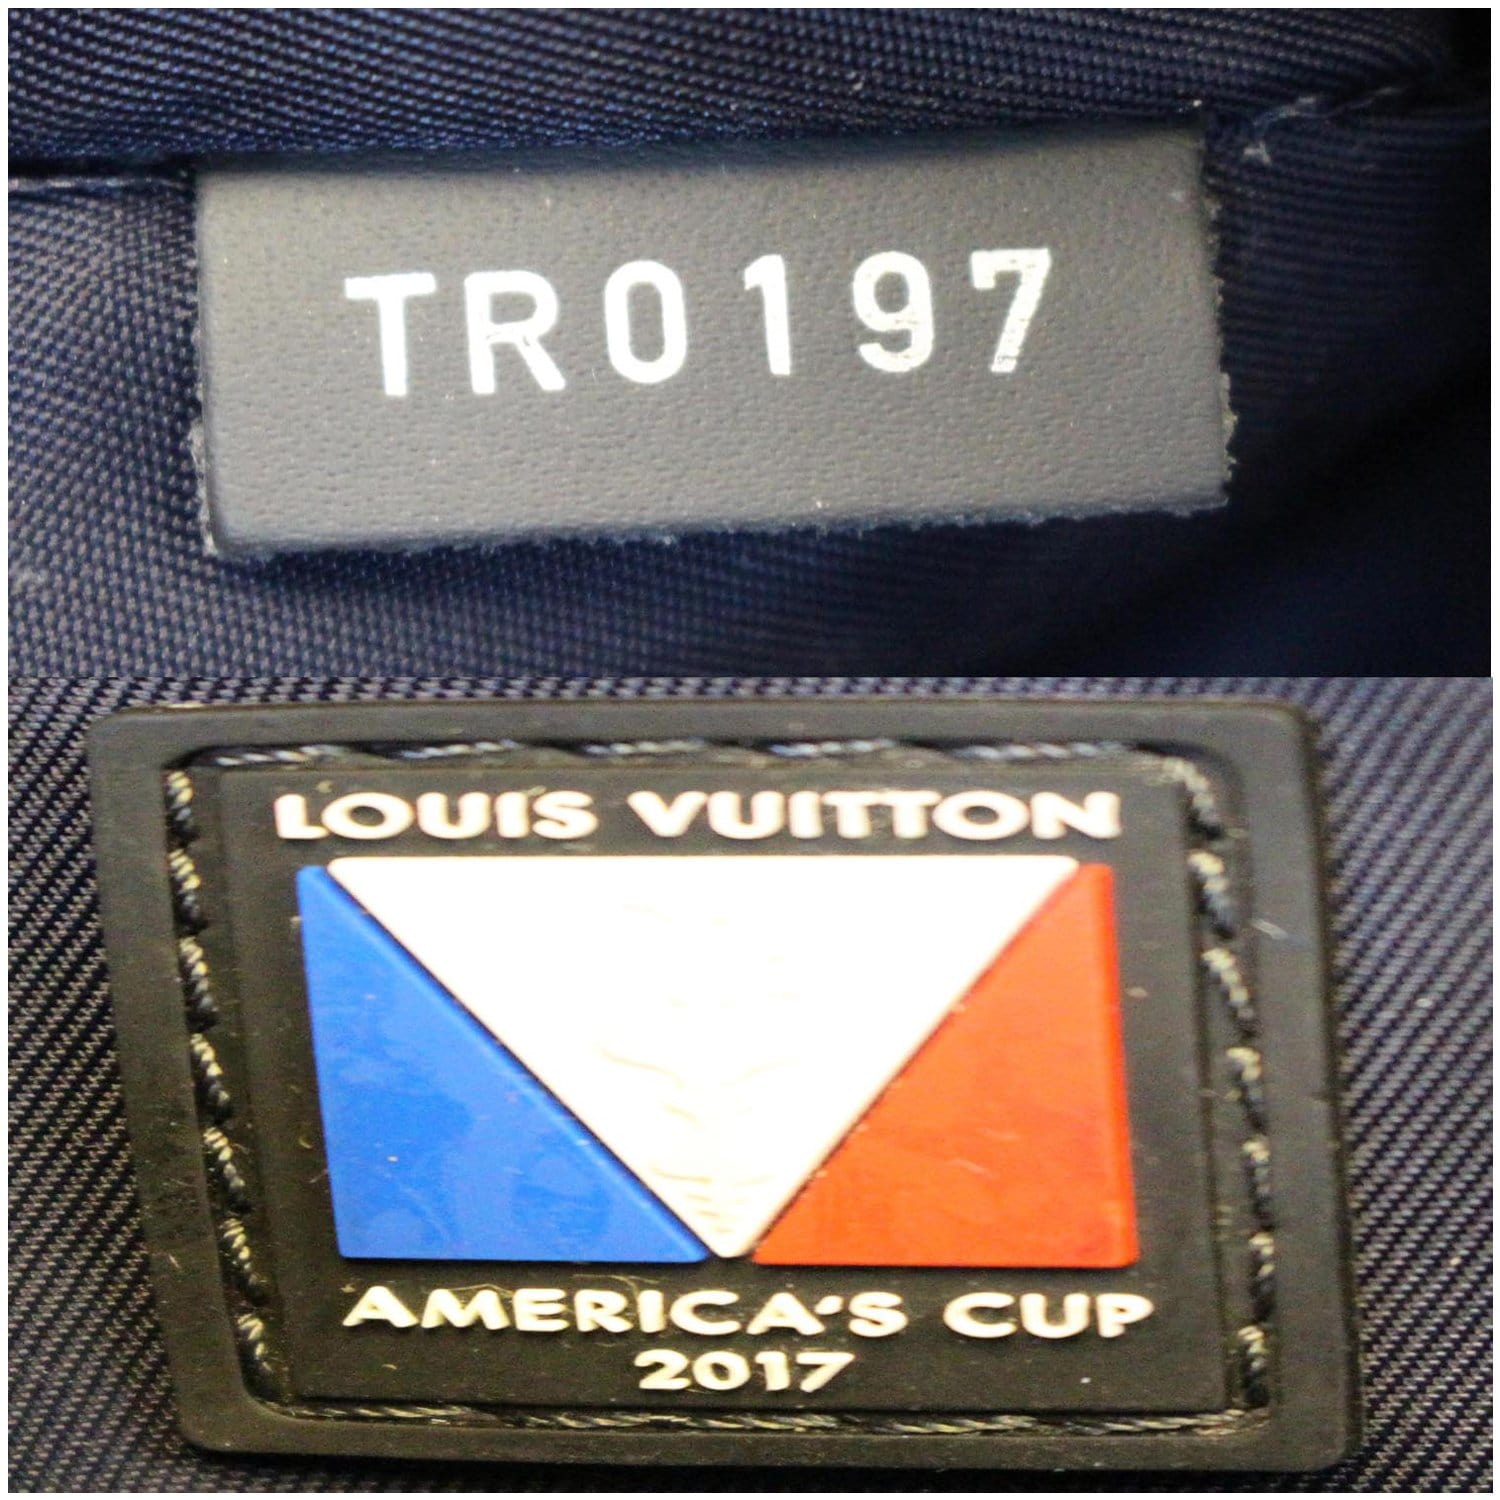 TR0197
LOUIS VUITTON
AMERICA'S CUP
2017